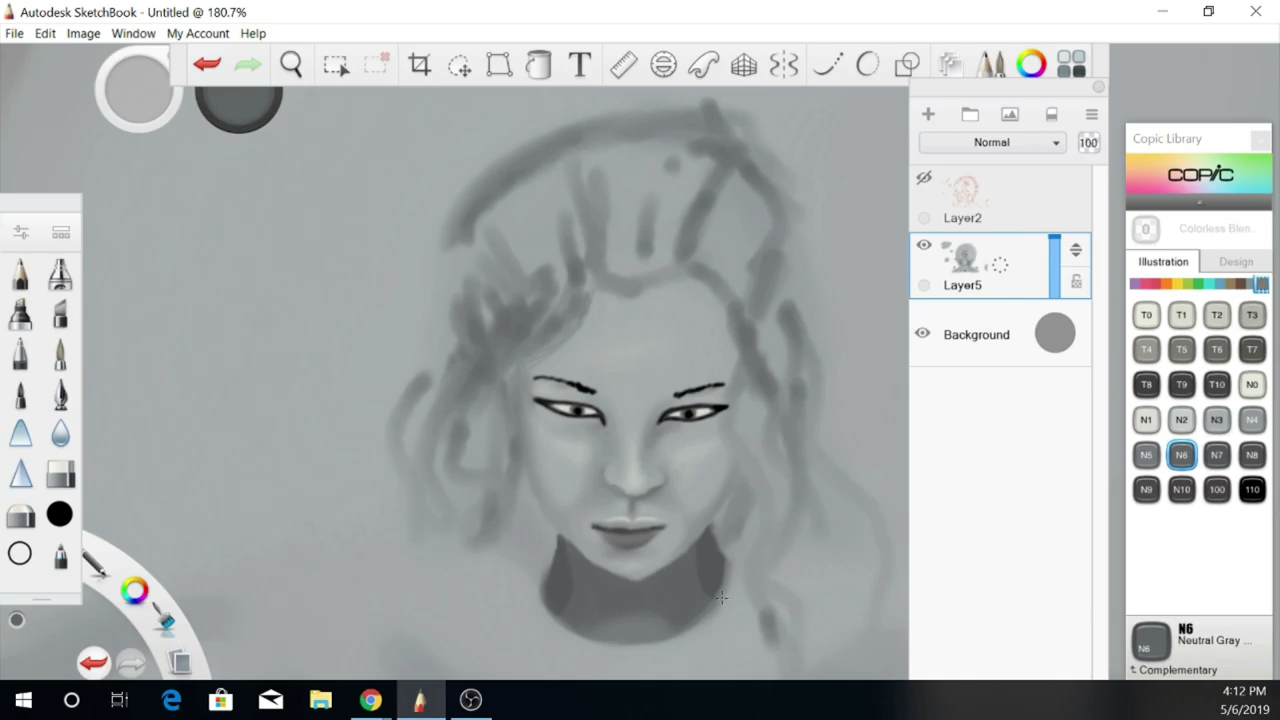 Autodesk SketchBook - Untitled @ 180.7%
File Edit Image Window My Account Help
T
Normal 100
Layer2
Layer5
Background
Copic Library
COPIC
0 Colorless Blen...
Illustration Design
T0 T1 T2 T3
T4 T5 T6 T7
T8 T9 T10 N0
N1 N2 N3 N4
N5 N6 N7 N8
N9 N10 100 110
N6
Neutral Gray ...
N6
Complementary
4:12 PM
5/6/2019